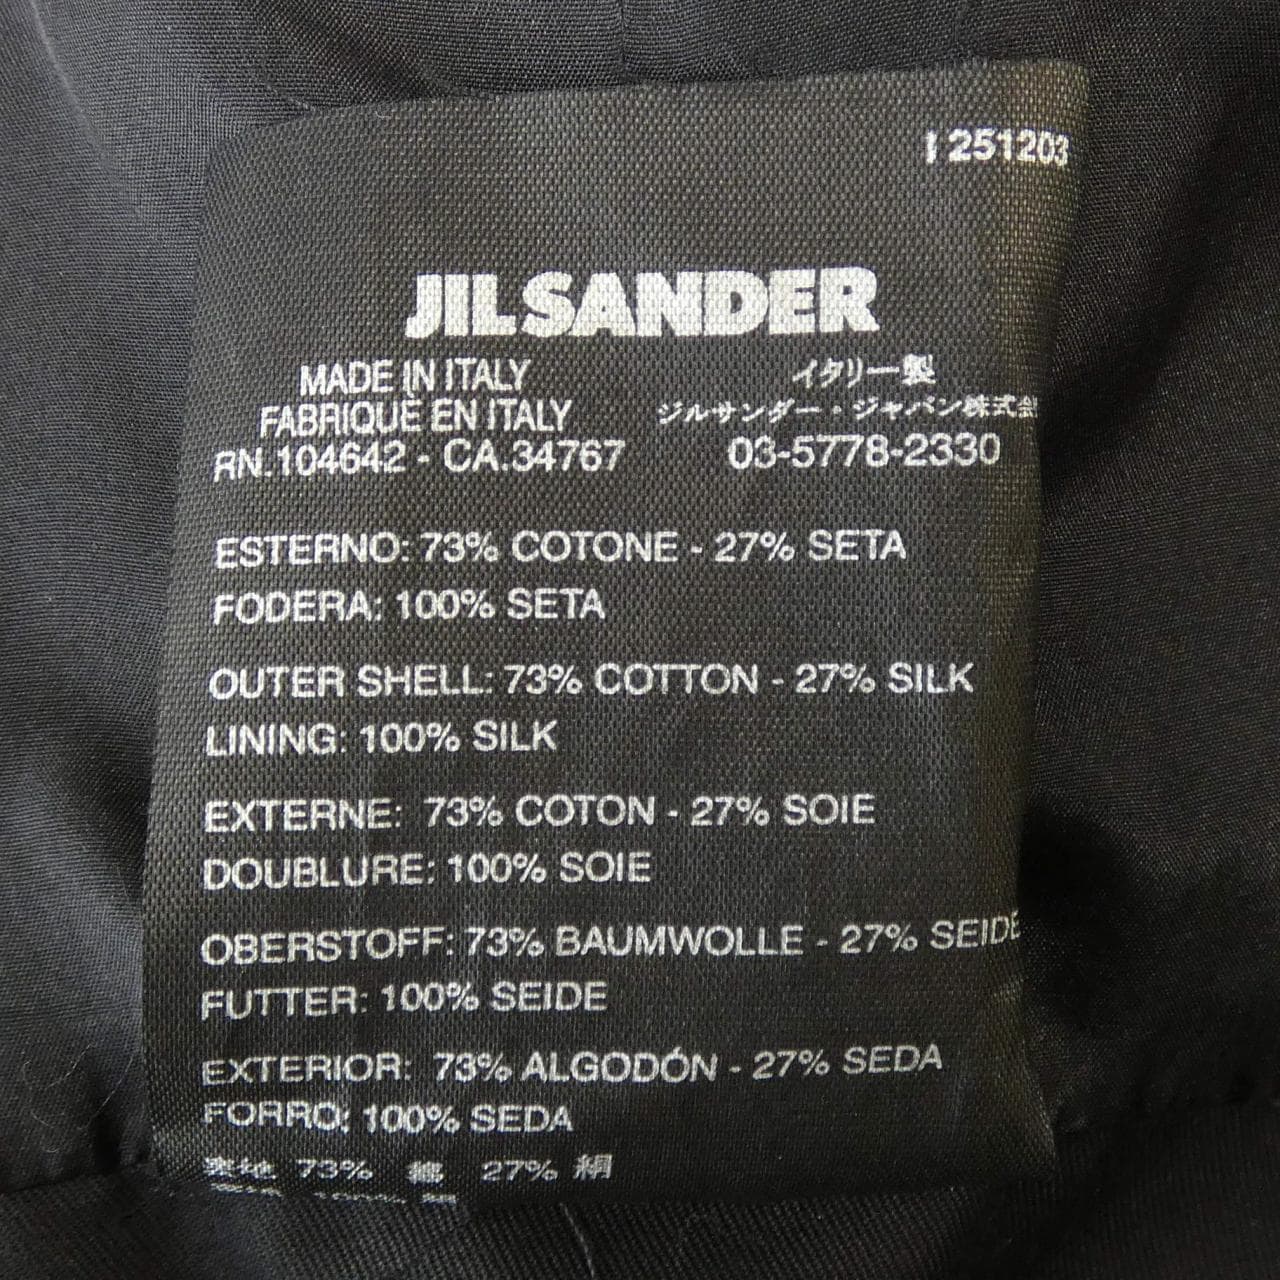 I 251203
JIL SANDER
MADE IN ITALY
FABRIQUÉ EN ITALY
RN.104642 - CA.34767
イタリー製
ジルサンダー・ジャパン株式会
03-5778-2330
ESTERNO: 73% COTONE - 27% SETA
FODERA: 100% SETA
OUTER SHELL: 73% COTTON - 27% SILK
LINING: 100% SILK
EXTERNE: 73% COTON - 27% SOIE
DOUBLURE: 100% SOIE
OBERSTOFF: 73% BAUMWOLLE - 27% SEIDE
FUTTER: 100% SEIDE
EXTERIOR: 73% ALGODÓN - 27% SEDA
FORRO: 100% SEDA
表地 73% 綿 27% 絹
100%